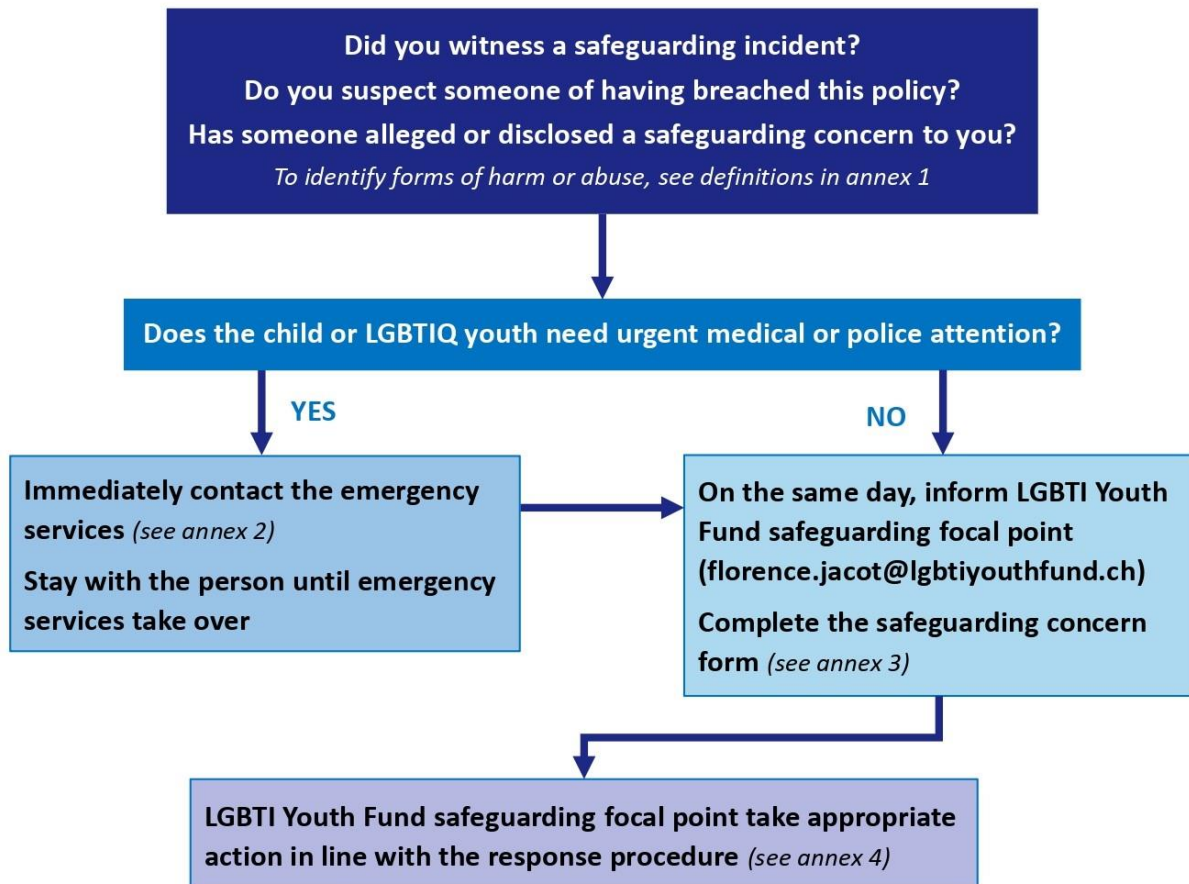 Did you witness a safeguarding incident?
Do you suspect someone of having breached this policy?
Has someone alleged or disclosed a safeguarding concern to you?
To identify forms of harm or abuse, see definitions in annex 1
Does the child or LGBTIQ youth need urgent medical or police attention?
YES
NO
Immediately contact the emergency
services (see annex 2)
Stay with the person until emergency
services take over
On the same day, inform LGBTI Youth
Fund safeguarding focal point
(florence.jacot@lgbtiyouthfund.ch)
Complete the safeguarding concern
form (see annex 3)
LGBTI Youth Fund safeguarding focal point take appropriate
action in line with the response procedure (see annex 4)